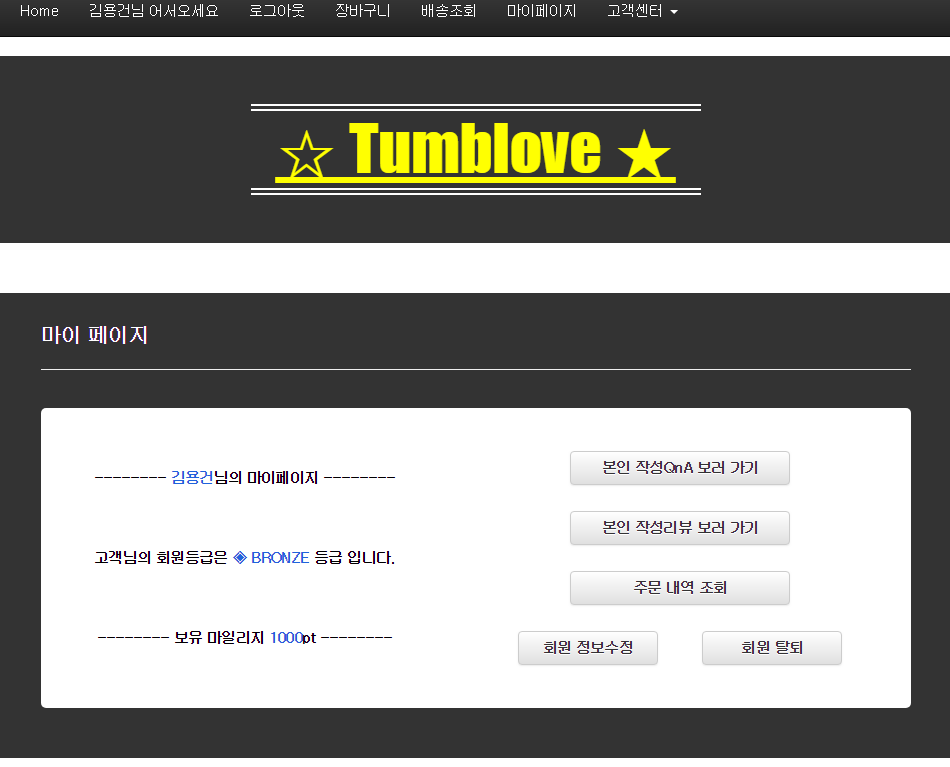 Home 김용건님 어서오세요 로그아웃 장바구니 배송조회 마이페이지 고객센터
☆ Tumblove ★
마이 페이지
-------- 김용건님의 마이페이지 --------
고객님의 회원등급은 ◈ BRONZE 등급 입니다.
-------- 보유 마일리지 1000pt --------
본인 작성QnA 보러 가기
본인 작성리뷰 보러 가기
주문 내역 조회
회원 정보수정 회원 탈퇴